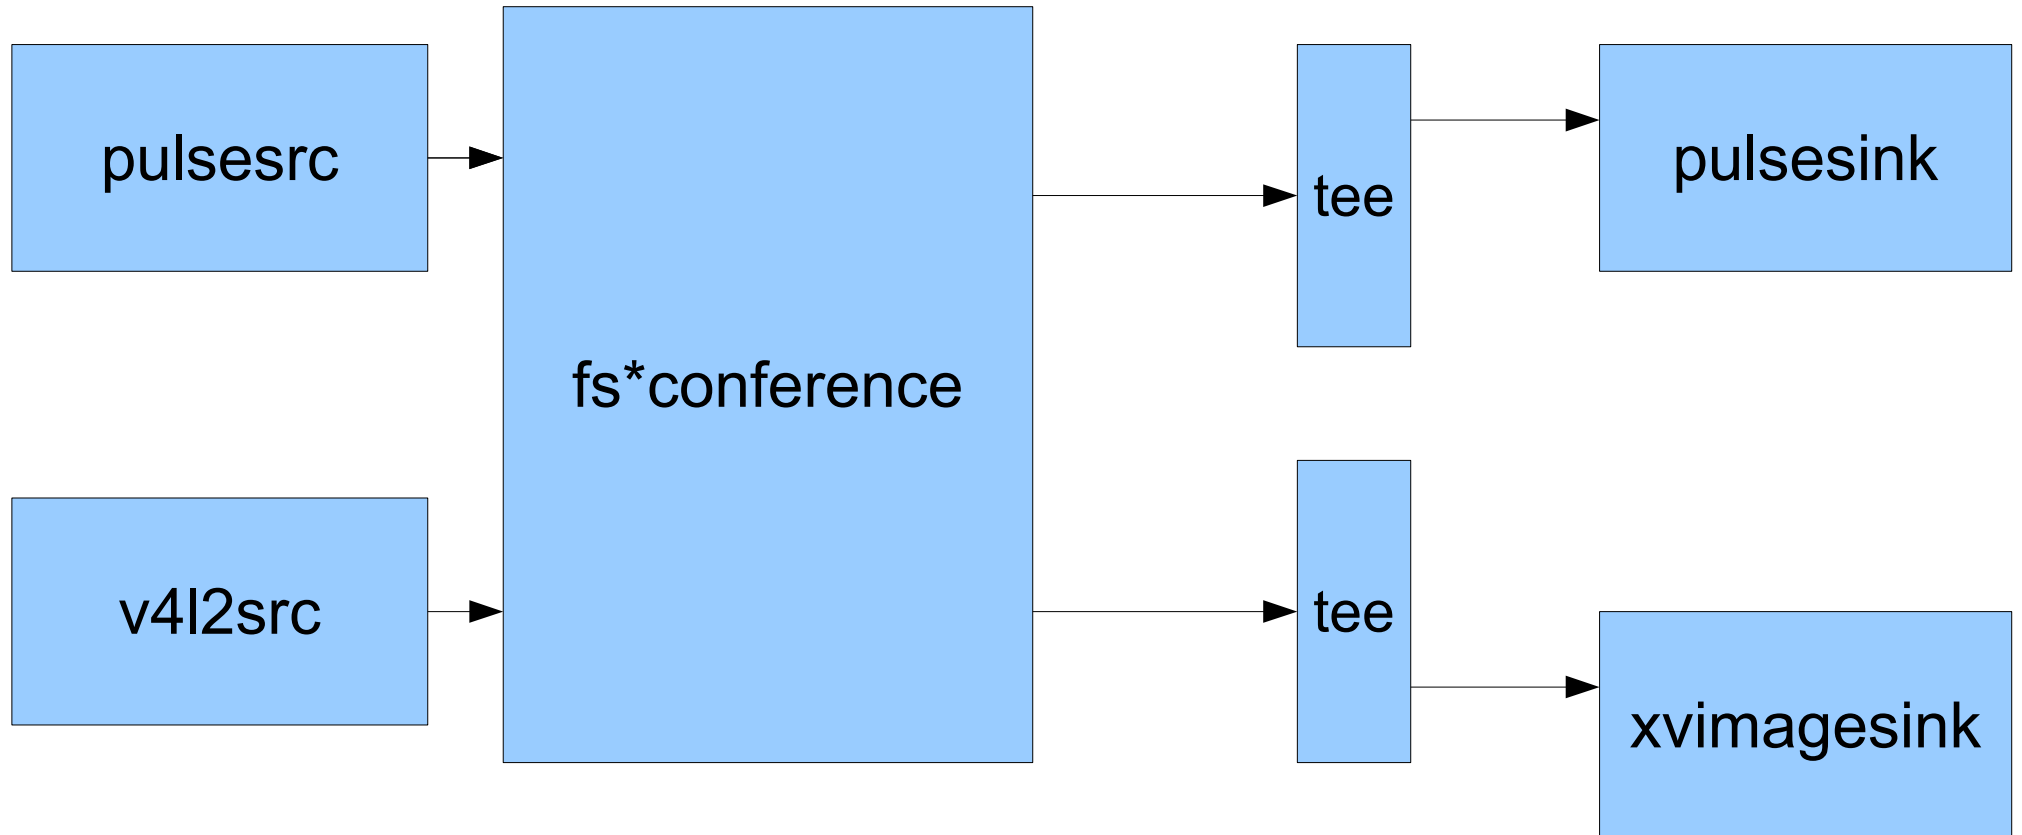 pulsesrc
fs*conference
tee
pulsesink
v4l2src
tee
xvimagesink